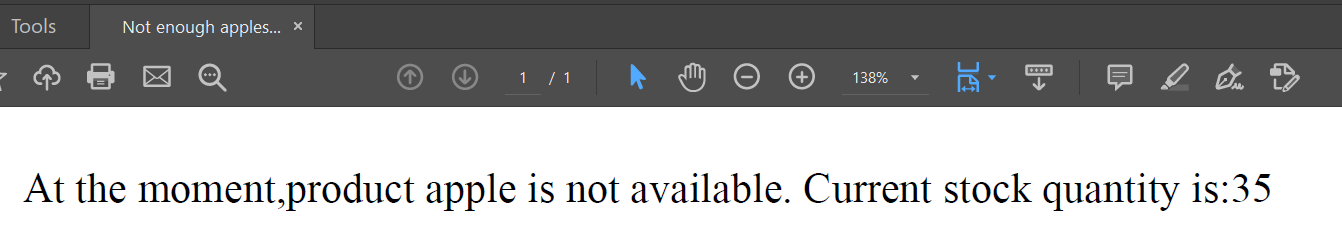 Tools
Not enough apples... ×
1 / 1
138%
At the moment,product apple is not available. Current stock quantity is:35